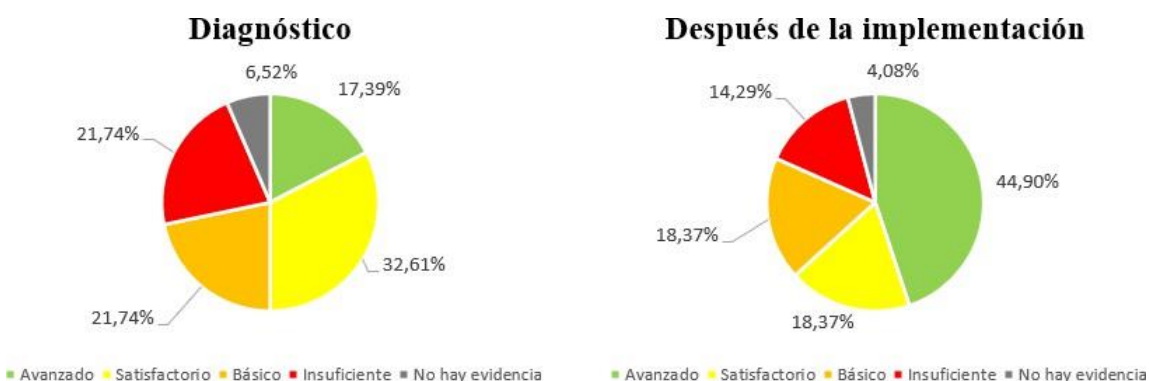 Diagnóstico
6,52%
17,39%
21,74%
32,61%
21,74%
Avanzado Satisfactorio Básico Insuficiente No hay evidencia
Después de la implementación
4,08%
14,29%
44,90%
18,37%
18,37%
Avanzado Satisfactorio Básico Insuficiente No hay evidencia